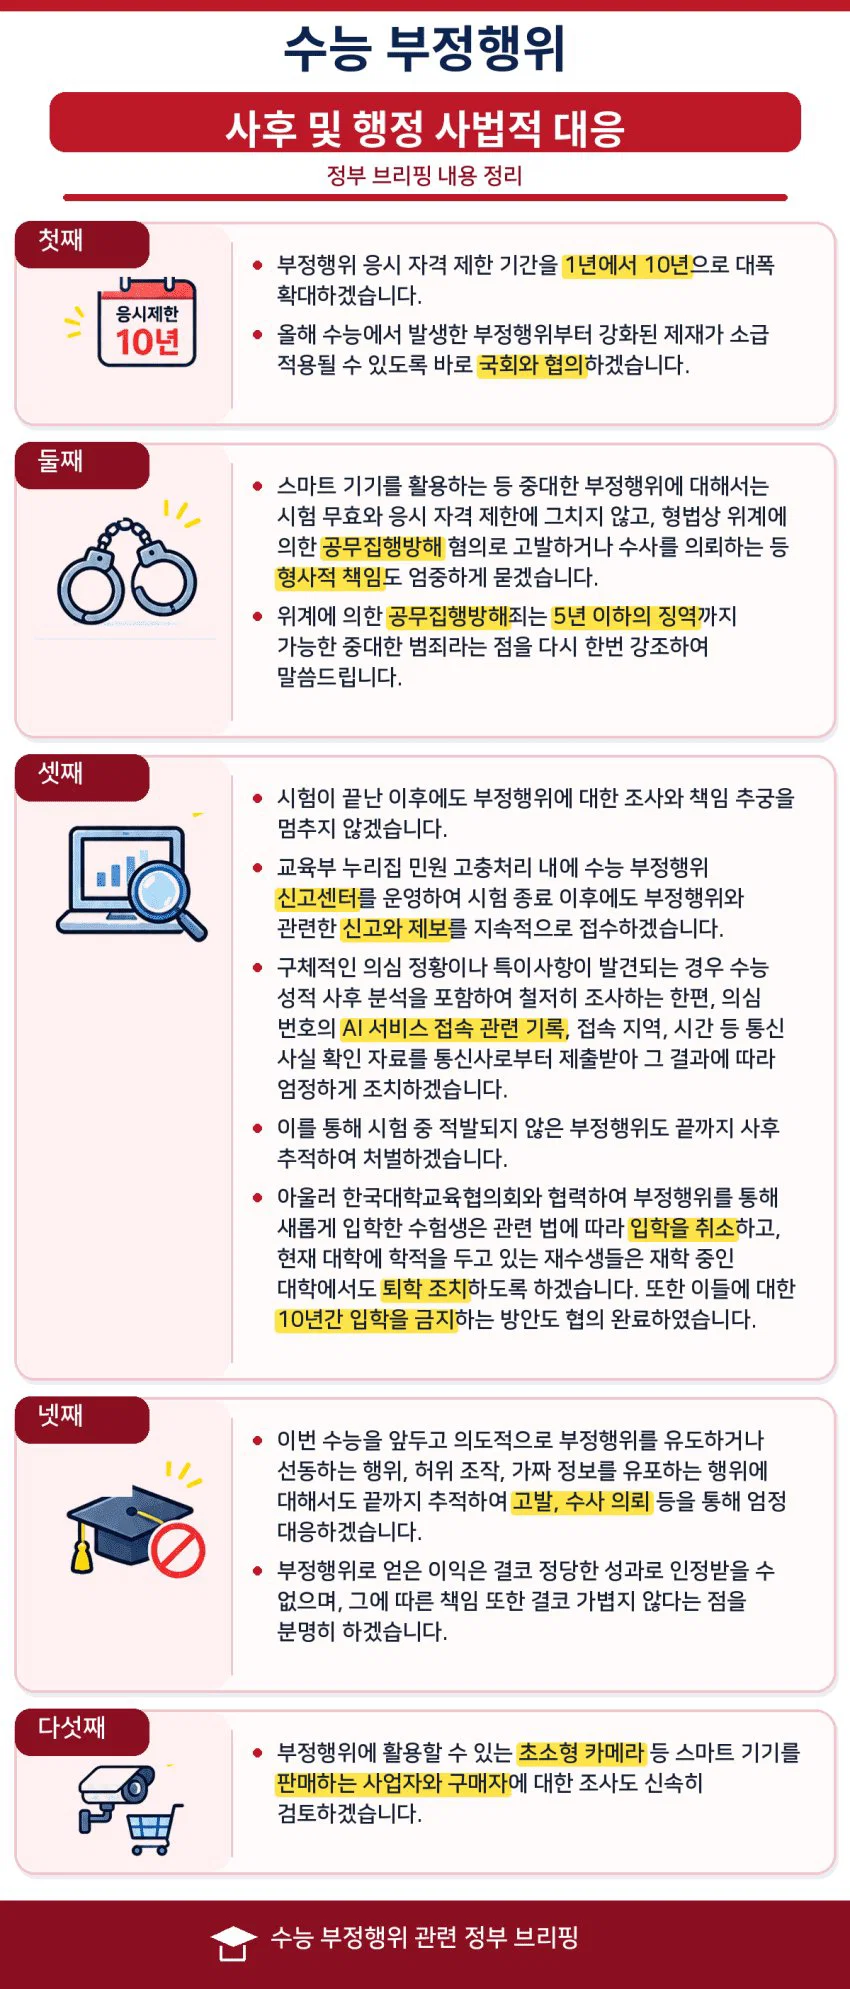 수능 부정행위
사후 및 행정 사법적 대응
정부 브리핑 내용 정리
첫째
응시제한
10년
부정행위 응시 자격 제한 기간을 1년에서 10년으로 대폭
확대하겠습니다.
올해 수능에서 발생한 부정행위부터 강화된 제재가 소급
적용될 수 있도록 바로 국회와 협의하겠습니다.
둘째
스마트 기기를 활용하는 등 중대한 부정행위에 대해서는
시험 무효와 응시 자격 제한에 그치지 않고, 형법상 위계에
의한 공무집행방해 혐의로 고발하거나 수사를 의뢰하는 등
형사적 책임도 엄중하게 묻겠습니다.
위계에 의한 공무집행방해죄는 5년 이하의 징역까지
가능한 중대한 범죄라는 점을 다시 한번 강조하여
말씀드립니다.
셋째
시험이 끝난 이후에도 부정행위에 대한 조사와 책임 추궁을
멈추지 않겠습니다.
교육부 누리집 민원 고충처리 내에 수능 부정행위
신고센터를 운영하여 시험 종료 이후에도 부정행위와
관련한 신고와 제보를 지속적으로 접수하겠습니다.
구체적인 의심 정황이나 특이사항이 발견되는 경우 수능
성적 사후 분석을 포함하여 철저히 조사하는 한편, 의심
번호의 AI 서비스 접속 관련 기록, 접속 지역, 시간 등 통신
사실 확인 자료를 통신사로부터 제출받아 그 결과에 따라
엄정하게 조치하겠습니다.
이를 통해 시험 중 적발되지 않은 부정행위도 끝까지 사후
추적하여 처벌하겠습니다.
아울러 한국대학교육협의회와 협력하여 부정행위를 통해
새롭게 입학한 수험생은 관련 법에 따라 입학을 취소하고,
현재 대학에 학적을 두고 있는 재수생들은 재학 중인
대학에서도 퇴학 조치하도록 하겠습니다. 또한 이들에 대한
10년간 입학을 금지하는 방안도 협의 완료하였습니다.
넷째
이번 수능을 앞두고 의도적으로 부정행위를 유도하거나
선동하는 행위, 허위 조작, 가짜 정보를 유포하는 행위에
대해서도 끝까지 추적하여 고발, 수사 의뢰 등을 통해 엄정
대응하겠습니다.
부정행위로 얻은 이익은 결코 정당한 성과로 인정받을 수
없으며, 그에 따른 책임 또한 결코 가볍지 않다는 점을
분명히 하겠습니다.
다섯째
부정행위에 활용할 수 있는 초소형 카메라 등 스마트 기기를
판매하는 사업자와 구매자에 대한 조사도 신속히
검토하겠습니다.
수능 부정행위 관련 정부 브리핑